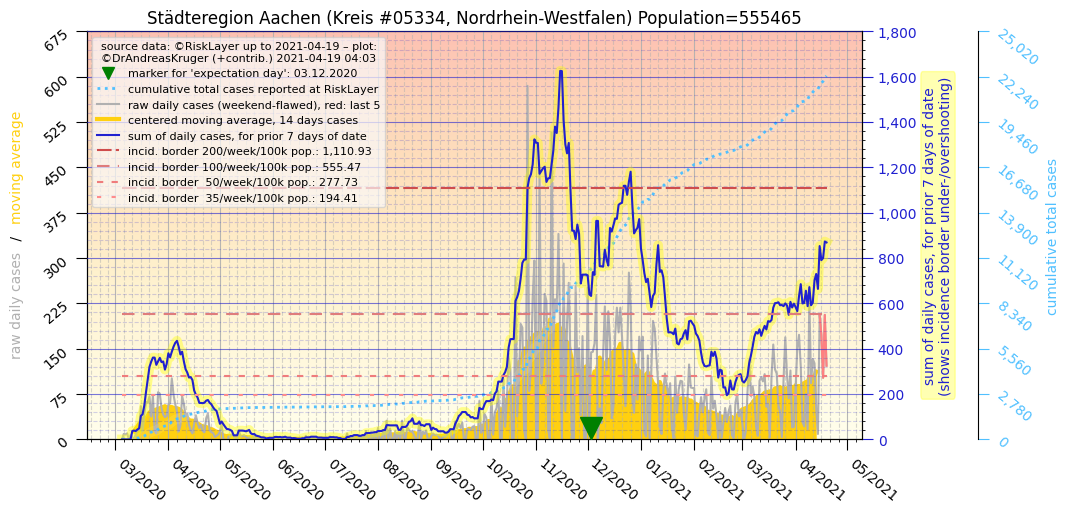 Städteregion Aachen (Kreis #05334, Nordrhein-Westfalen) Population=555465
source data: ©RiskLayer up to 2021-04-19 – plot:
©DrAndreasKruger (+contrib.) 2021-04-19 04:03
marker for 'expectation day': 03.12.2020
cumulative total cases reported at RiskLayer
raw daily cases (weekend-flawed), red: last 5
centered moving average, 14 days cases
sum of daily cases, for prior 7 days of date
incid. border 200/week/100k pop.: 1,110.93
incid. border 100/week/100k pop.: 555.47
incid. border  50/week/100k pop.: 277.73
incid. border  35/week/100k pop.: 194.41
raw daily cases / moving average
675
600
525
450
375
300
225
150
75
0
03/2020
04/2020
05/2020
06/2020
07/2020
08/2020
09/2020
10/2020
11/2020
12/2020
01/2021
02/2021
03/2021
04/2021
05/2021
1,800
1,600
1,400
1,200
1,000
800
600
400
200
0
sum of daily cases, for prior 7 days of date
(shows incidence border under-/overshooting)
25,020
22,240
19,460
16,680
13,900
11,120
8,340
5,560
2,780
0
cumulative total cases